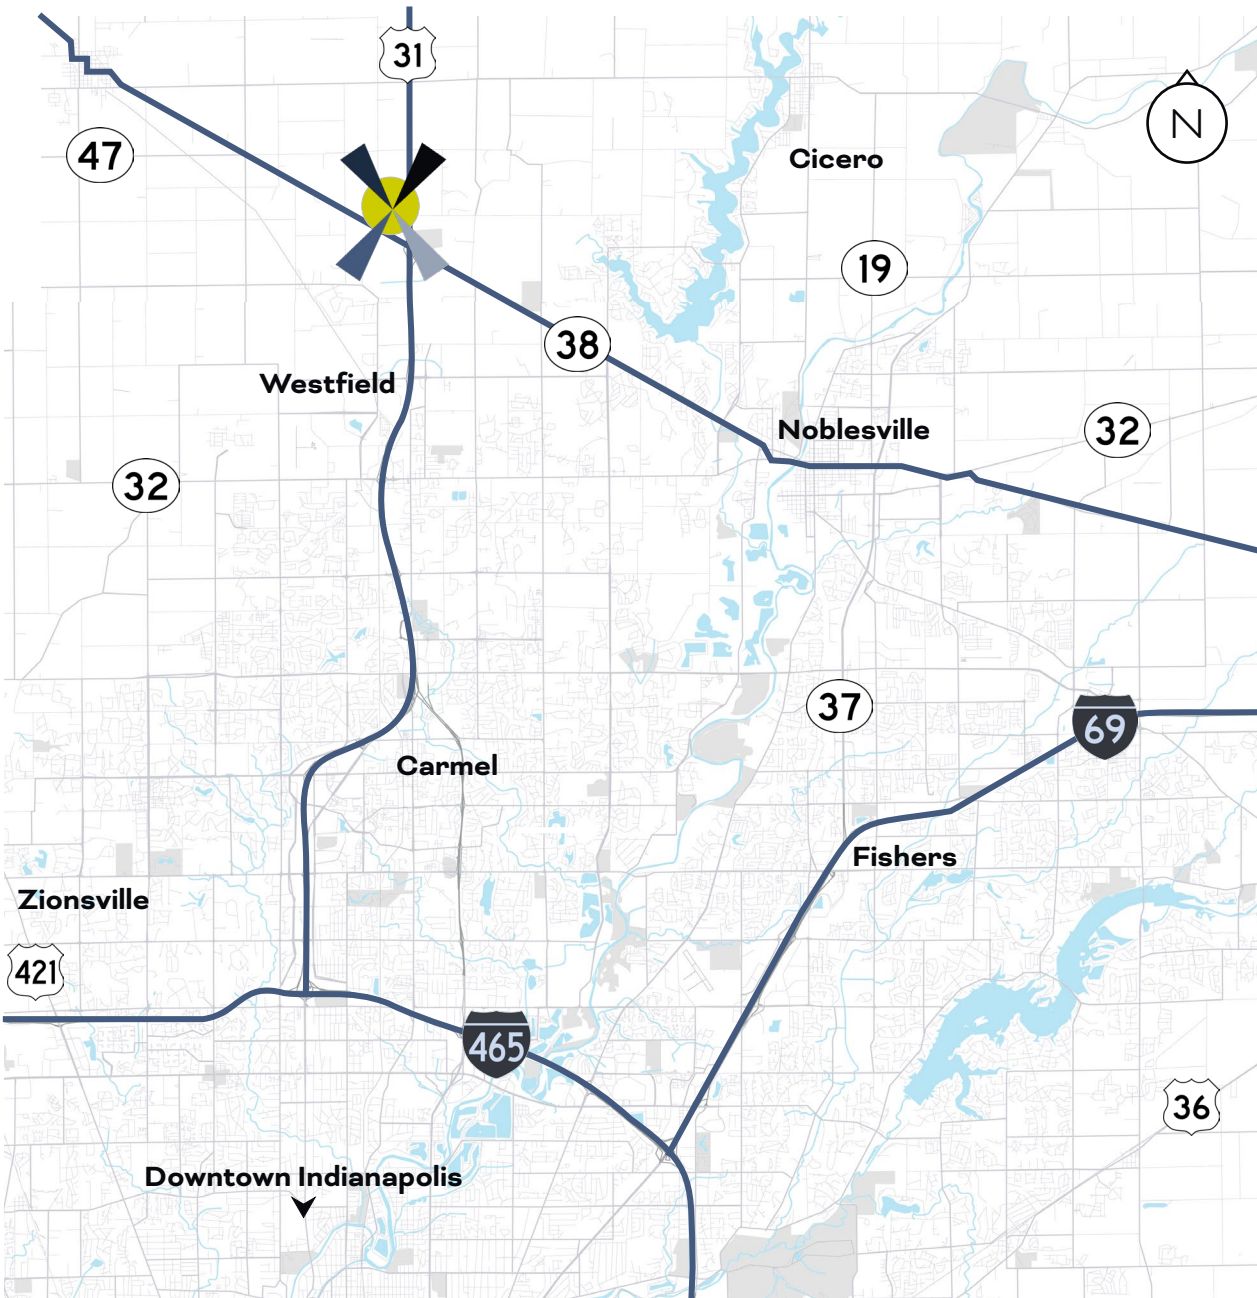 31
N
47
Cicero
19
38
Westfield
Noblesville
32
32
37
69
Carmel
Fishers
Zionsville
421
465
36
Downtown Indianapolis